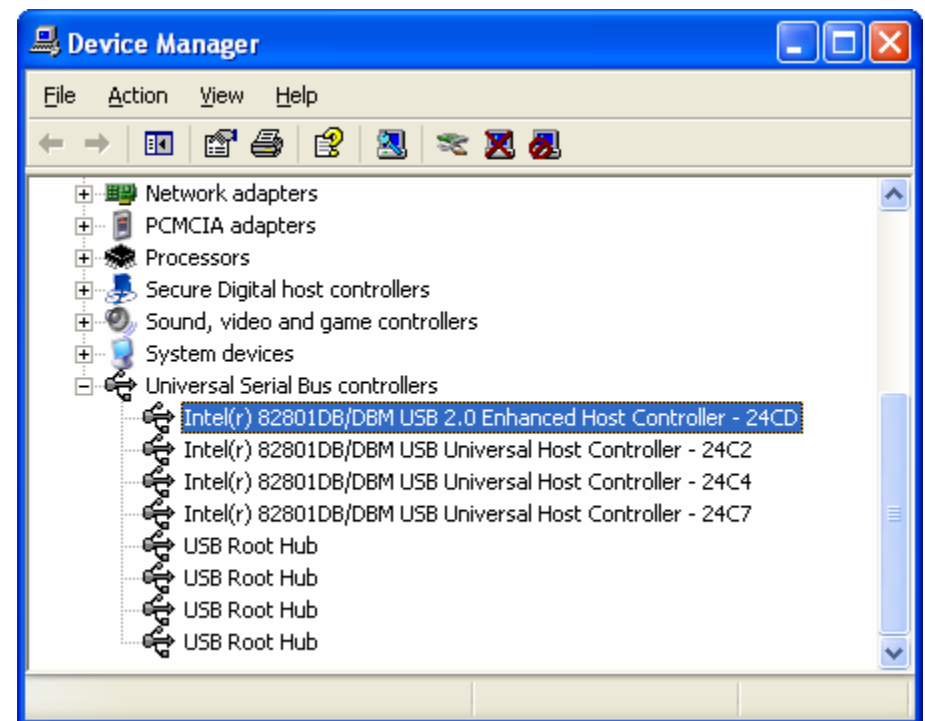 Device Manager
File Action View Help
Network adapters
PCMCIA adapters
Processors
Secure Digital host controllers
Sound, video and game controllers
System devices
Universal Serial Bus controllers
Intel(r) 82801DB/DBM USB 2.0 Enhanced Host Controller - 24CD
Intel(r) 82801DB/DBM USB Universal Host Controller - 24C2
Intel(r) 82801DB/DBM USB Universal Host Controller - 24C4
Intel(r) 82801DB/DBM USB Universal Host Controller - 24C7
USB Root Hub
USB Root Hub
USB Root Hub
USB Root Hub